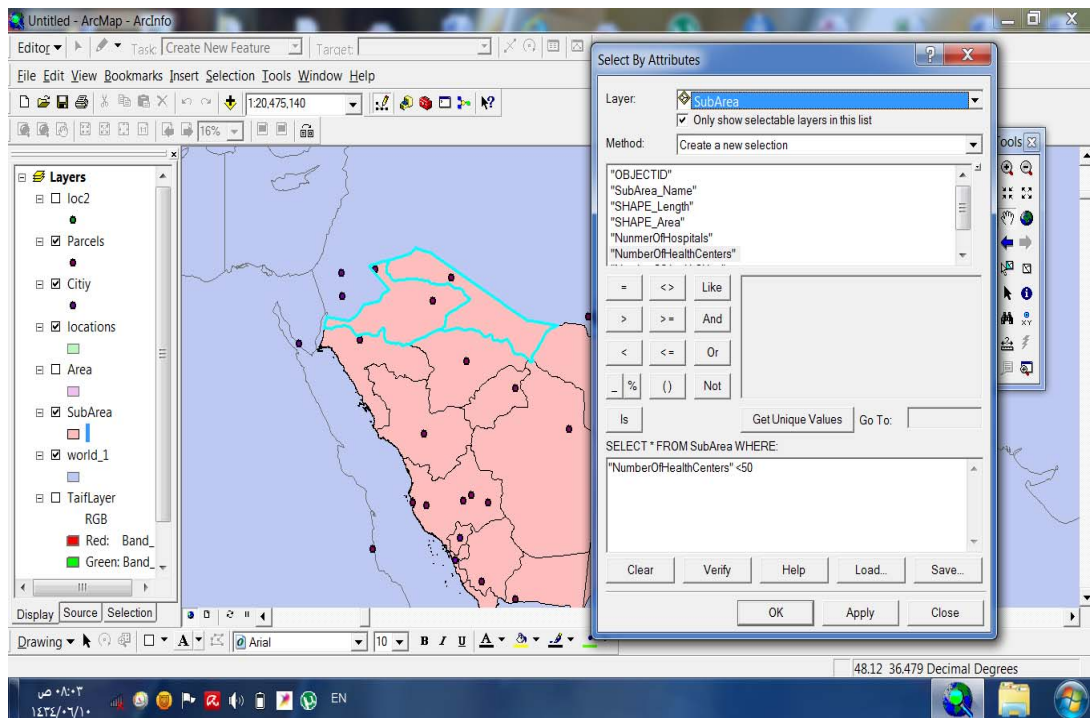 Untitled - ArcMap - ArcInfo
Editor Task: Create New Feature Target:
File Edit View Bookmarks Insert Selection Tools Window Help
1:20,475,140
16%
Layers
loc2
Parcels
Citiy
locations
Area
SubArea
world_1
TaifLayer
RGB
Red: Band_
Green: Band_
Display Source Selection
Drawing A Arial 10 B I U A
Select By Attributes
Layer: SubArea
Only show selectable layers in this list
Method: Create a new selection
"OBJECTID"
"SubArea_Name"
"SHAPE_Length"
"SHAPE_Area"
"NunmerOfHospitals"
"NumberOfHealthCenters"
= <> Like
> > = And
< < = Or
_ % () Not
Is Get Unique Values Go To:
SELECT * FROM SubArea WHERE:
"NumberOfHealthCenters" <50
Clear Verify Help Load... Save...
OK Apply Close
Tools
48.12 36.479 Decimal Degrees
EN
٠٨:٠٣ ص
١٤٣٤/٠٦/١٠